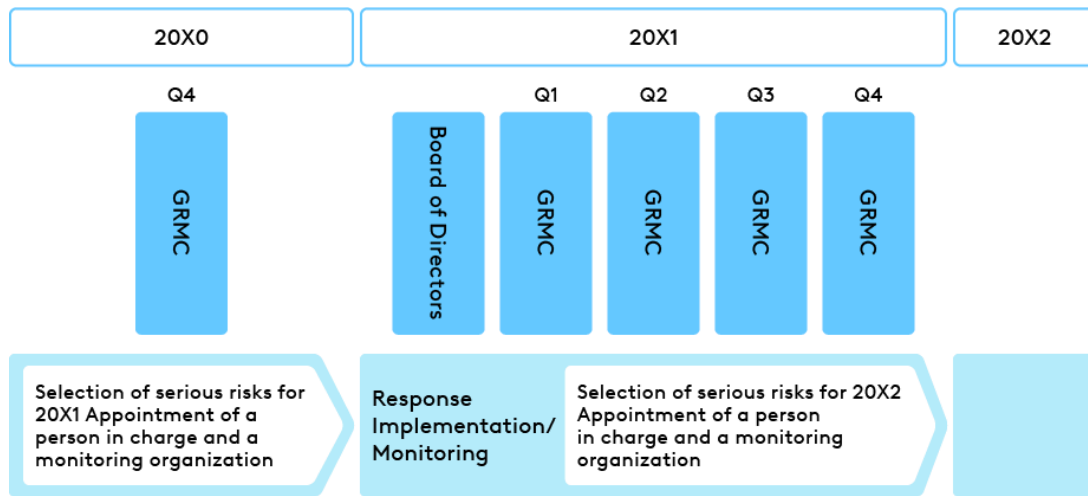 20X0
20X1
20X2
Q4
Q1
Q2
Q3
Q4
GRMC
Board of Directors
GRMC
GRMC
GRMC
GRMC
Selection of serious risks for
20X1 Appointment of a
person in charge and a
monitoring organization
Response
Implementation/
Monitoring
Selection of serious risks for 20X2
Appointment of a person
in charge and a monitoring
organization